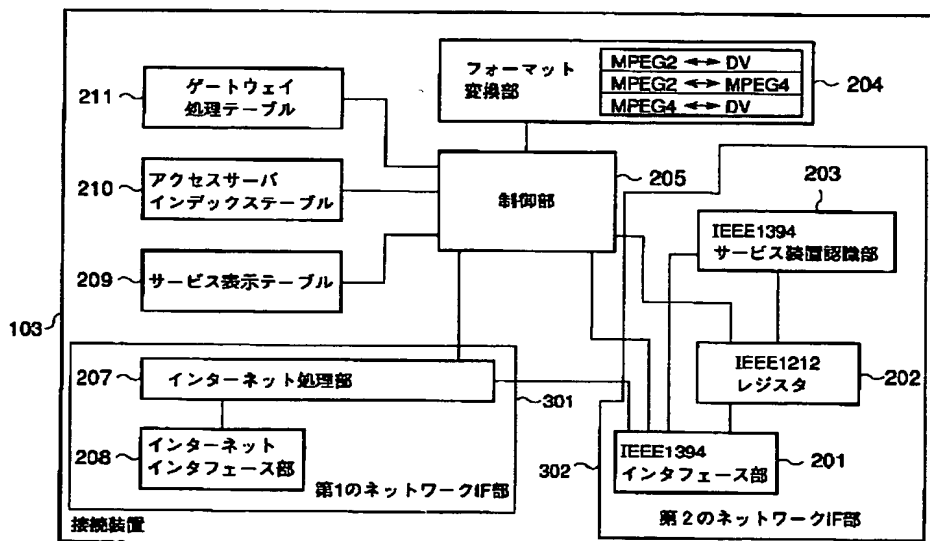 211
ゲートウェイ
処理テーブル
フォーマット
変換部
MPEG2 ↔ DV
MPEG2 ↔ MPEG4
MPEG4 ↔ DV
204
210
アクセスサーバ
インデックステーブル
制御部
205
203
IEEE1394
サービス装置認識部
209
サービス表示テーブル
103
207
インターネット処理部
301
IEEE1212
レジスタ
202
208
インターネット
インタフェース部
第1のネットワークIF部
302
IEEE1394
インタフェース部
201
第2のネットワークIF部
接続装置